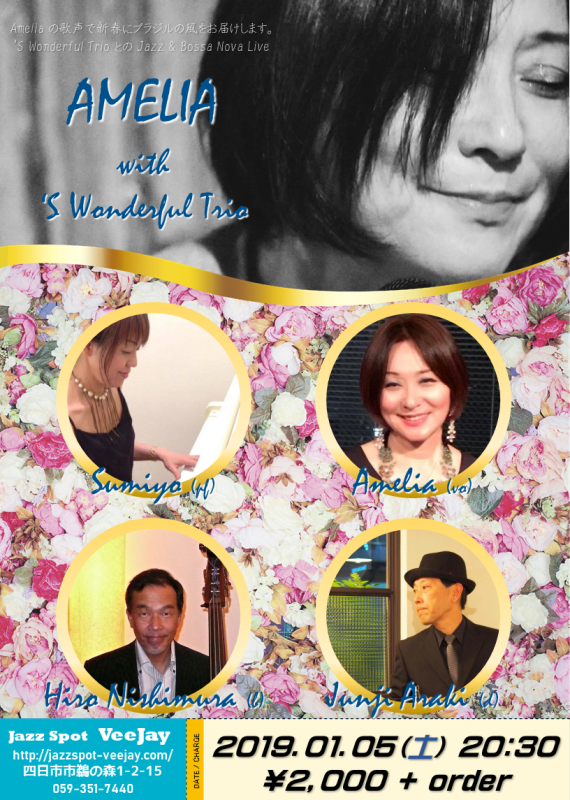 Amelia の歌声で新春にブラジルの風をお届けします。
'S Wonderful Trio との Jazz & Bossa Nova Live
AMELIA
with
'S Wonderful Trio
Sumiyo (pf)
Amelia (vo)
Hiro Nishimura (b)
Junji Araki (ds)
Jazz Spot VeeJay
http://jazzspot-veejay.com/
四日市市鵜の森1-2-15
059-351-7440
DATE / CHARGE
2019.01.05(土) 20:30
¥2,000 + order